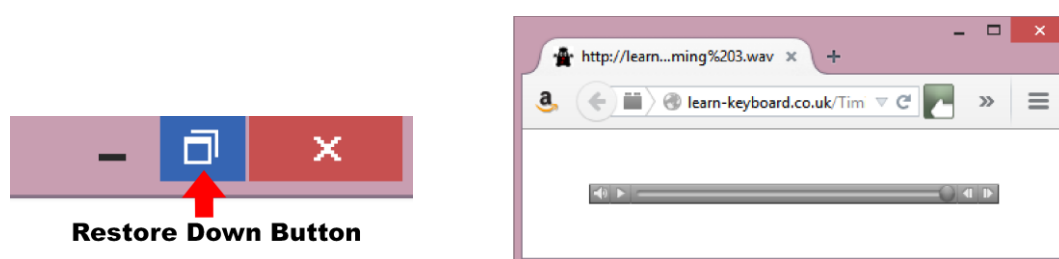 Restore Down Button
http://learn...ming%203.wav
a
learn-keyboard.co.uk/Tim